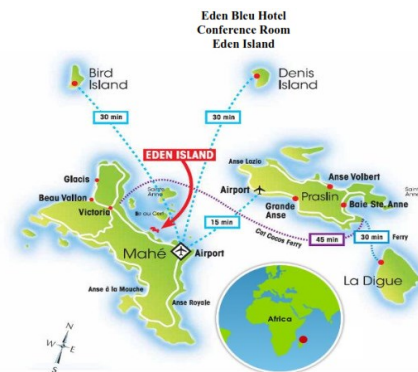 Eden Bleu Hotel
Conference Room
Eden Island
Bird
Island
Denis
Island
30 min
30 min
EDEN ISLAND
Anse Lazio
Anse Volbert
Glacis
Airport
Praslin
Beau Vallon
15 min
Grande
Anse
Baie Ste. Anne
Victoria
Cat Cocos Ferry
45 min
30 min
Ferry
Mahé
Airport
La Digue
Anse à la Mouche
Anse Royale
Africa
N
W
E
S